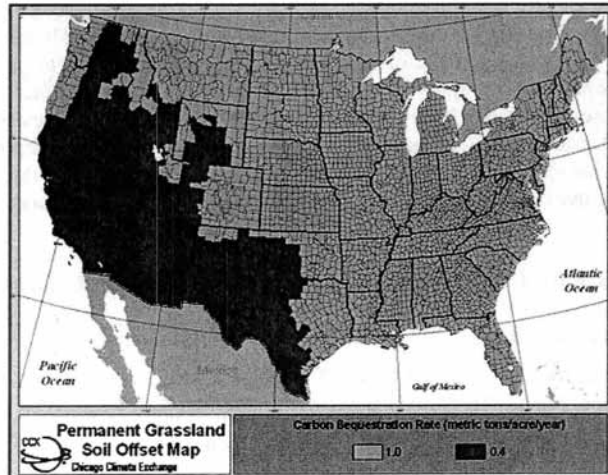 Atlantic
Ocean
Pacific
Ocean
Mexico
Gulf of Mexico
CCX
Permanent Grassland
Soil Offset Map
Chicago Climate Exchange
Carbon Sequestration Rate (metric tons/acre/year)
1.0
0.4